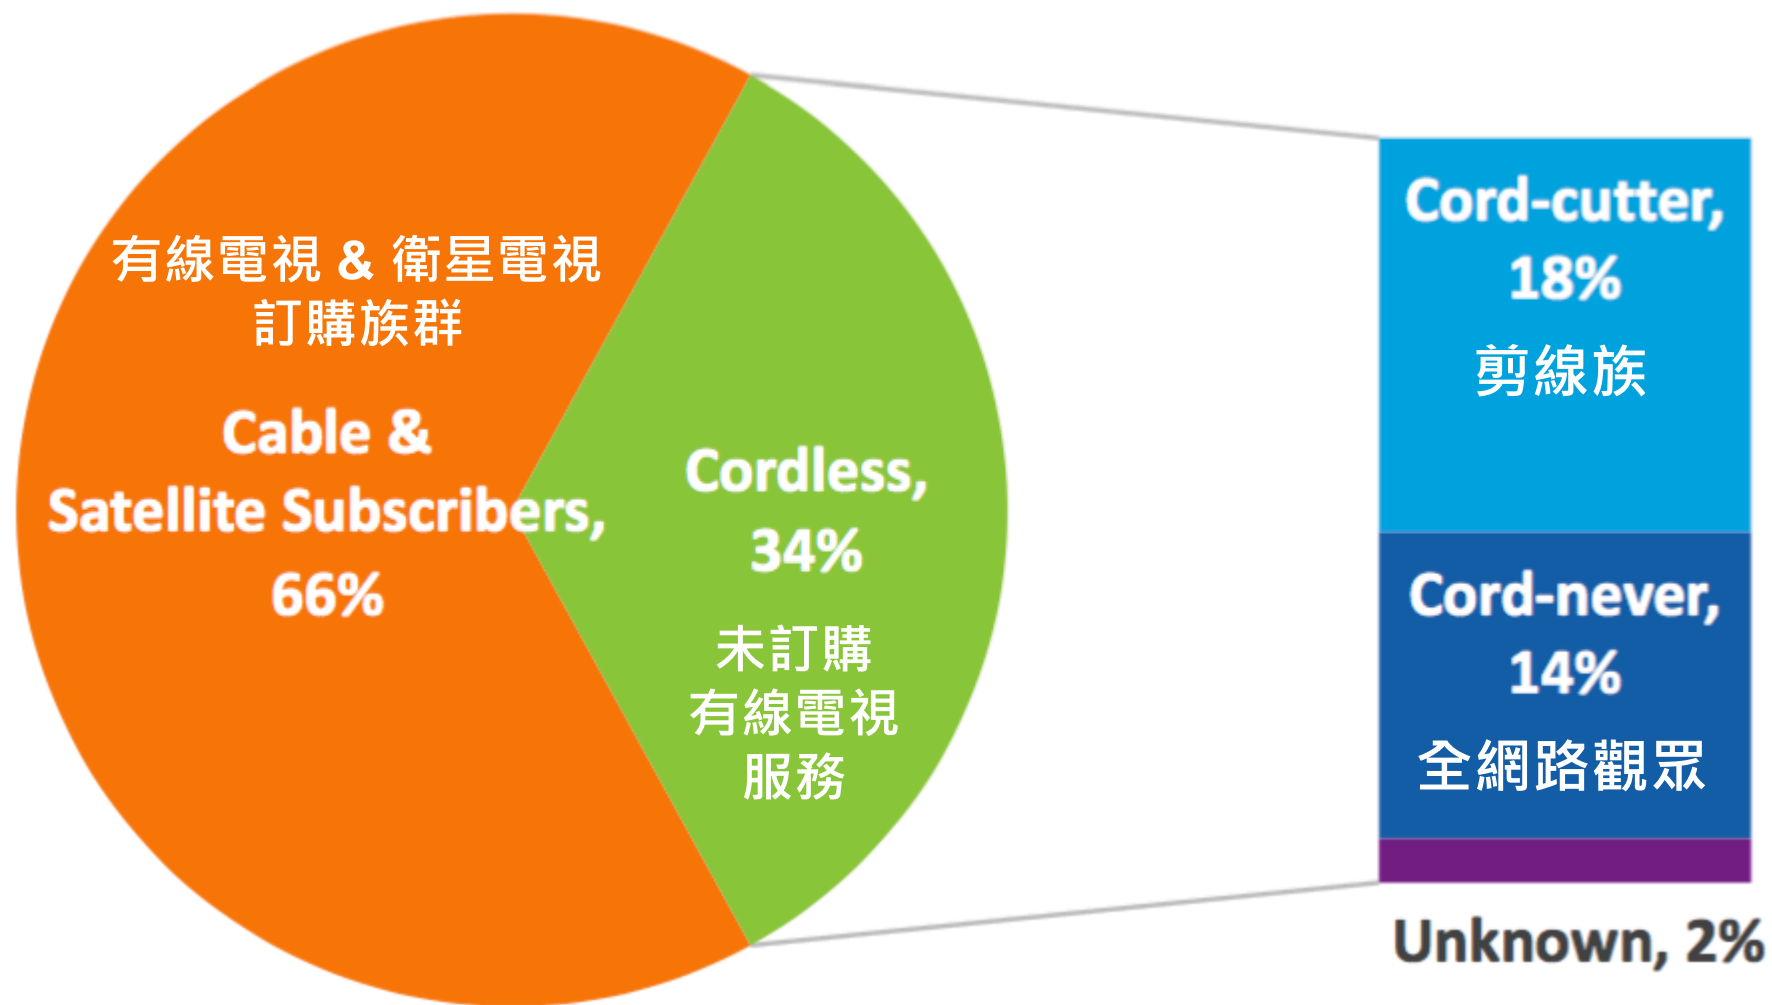 有線電視 & 衛星電視
訂購族群
Cable &
Satellite Subscribers,
66%
Cordless,
34%
未訂購
有線電視
服務
Cord-cutter,
18%
剪線族
Cord-never,
14%
全網路觀眾
Unknown, 2%